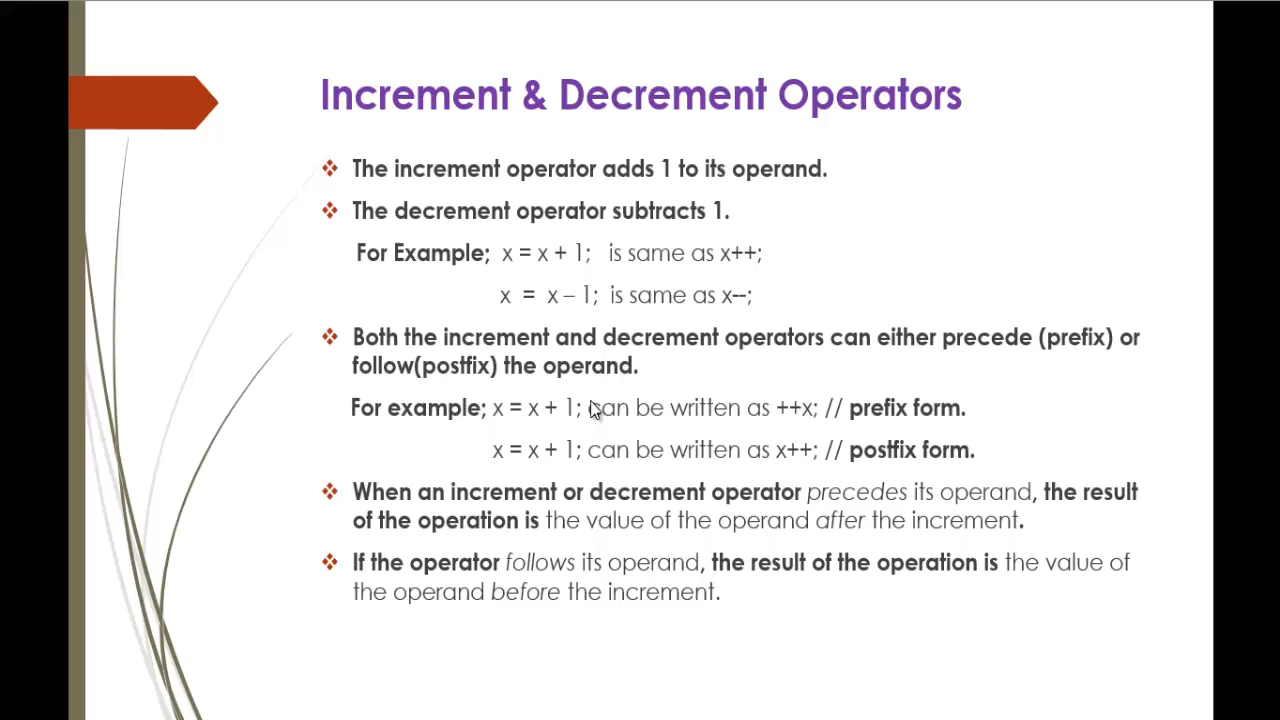 Increment & Decrement Operators
The increment operator adds 1 to its operand.
The decrement operator subtracts 1.
For Example; x = x + 1; is same as x++;
x = x – 1; is same as x--;
Both the increment and decrement operators can either precede (prefix) or
follow(postfix) the operand.
For example; x = x + 1; can be written as ++x; // prefix form.
x = x + 1; can be written as x++; // postfix form.
When an increment or decrement operator precedes its operand, the result
of the operation is the value of the operand after the increment.
If the operator follows its operand, the result of the operation is the value of
the operand before the increment.